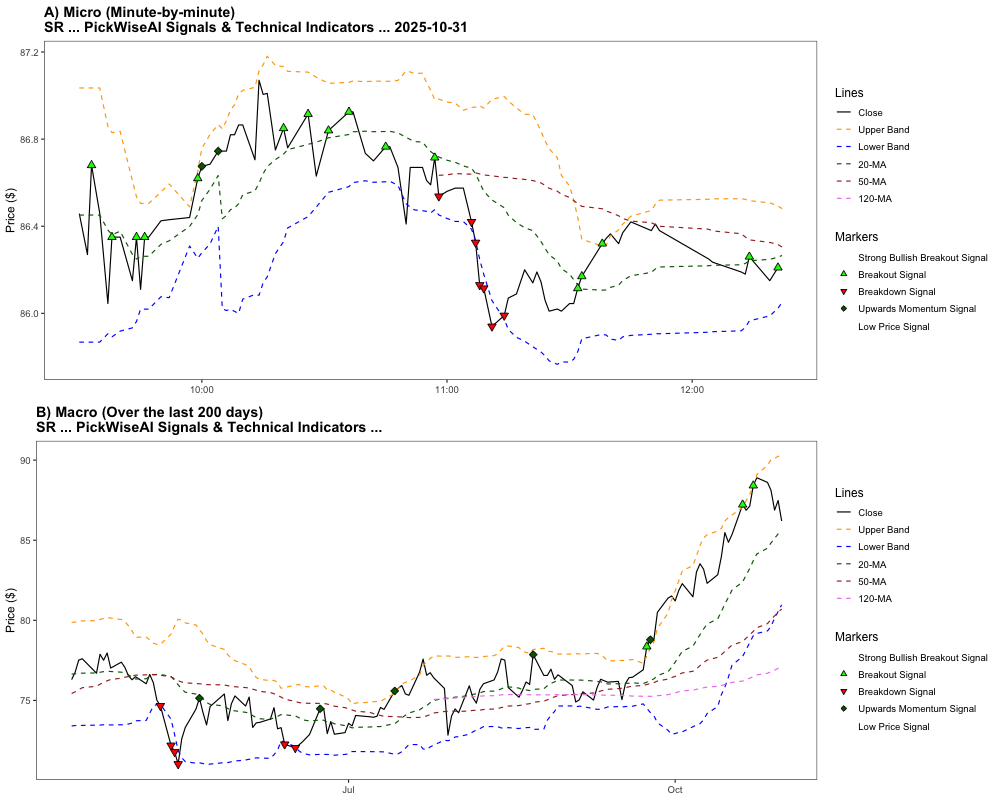 A) Micro (Minute-by-minute)
SR ... PickWiseAI Signals & Technical Indicators ... 2025-10-31
87.2
86.8
86.4
86.0
Price ($)
10:00
11:00
12:00
Lines
Close
Upper Band
Lower Band
20-MA
50-MA
120-MA
Markers
Strong Bullish Breakout Signal
Breakout Signal
Breakdown Signal
Upwards Momentum Signal
Low Price Signal
B) Macro (Over the last 200 days)
SR ... PickWiseAI Signals & Technical Indicators ...
90
85
80
75
Price ($)
Jul
Oct
Lines
Close
Upper Band
Lower Band
20-MA
50-MA
120-MA
Markers
Strong Bullish Breakout Signal
Breakout Signal
Breakdown Signal
Upwards Momentum Signal
Low Price Signal